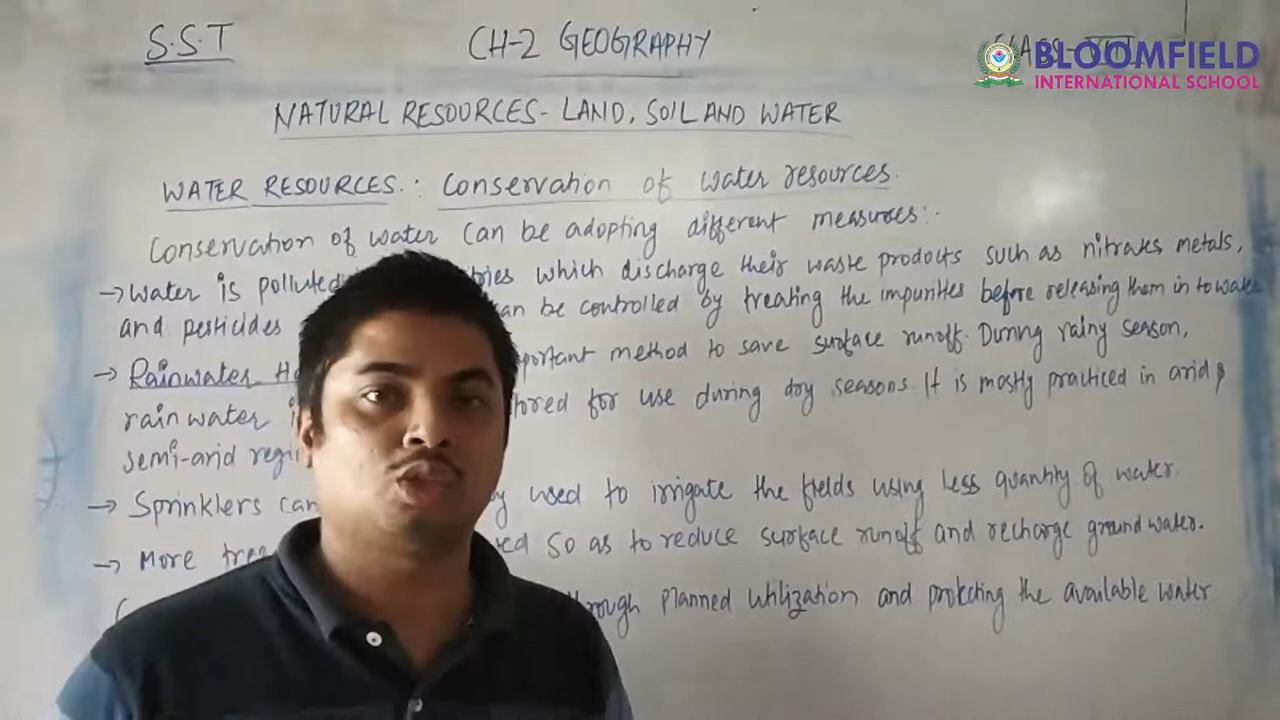 S.S.T
CH-2 GEOGRAPHY
BLOOMFIELD
INTERNATIONAL SCHOOL
NATURAL RESOURCES- LAND, SOIL AND WATER
WATER RESOURCES.: Conservation of water resources.
Conservation of water can be adopting different measures:.
→ Water is polluted which discharge their waste products such as nitrates metals,
and pesticides can be controlled by treating the impurities before releasing them in to water
→ Rainwater method to save surface runoff. During rainy season,
rainwater for use during dry seasons. It is mostly practiced in arid &
semi-arid
→ Sprinklers can used to irrigate the fields using less quantity of water.
→ More so as to reduce surface runoff and recharge ground water.
through planned utilization and protecting the available water